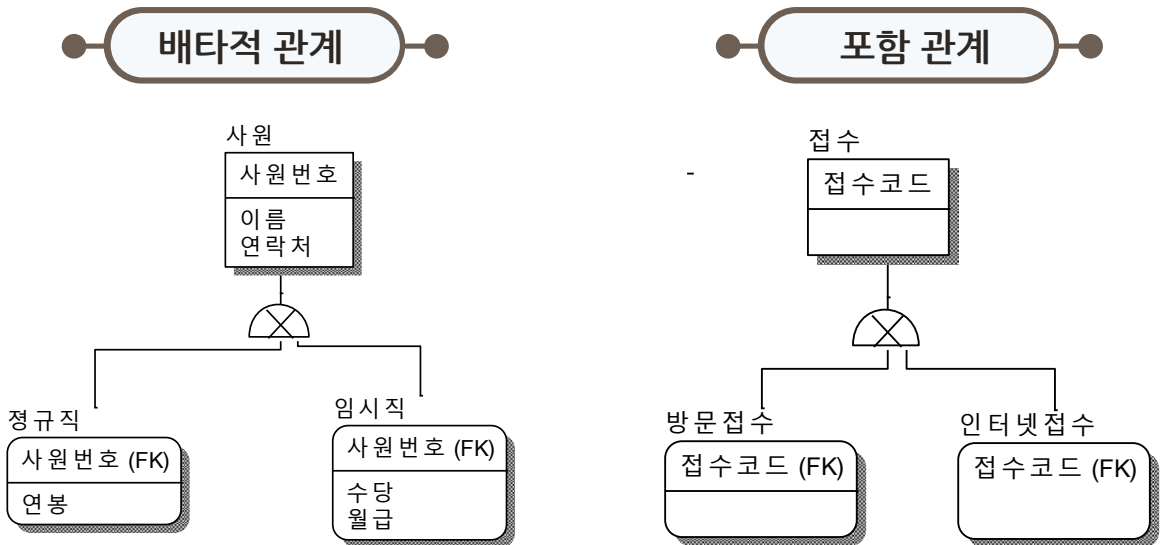 배타적 관계
사원
사원번호
이름
연락처
졍규직
사원번호 (FK)
연봉
임시직
사원번호 (FK)
수당
월급
포함 관계
-
접수
접수코드
방문접수
접수코드 (FK)
인터넷접수
접수코드 (FK)